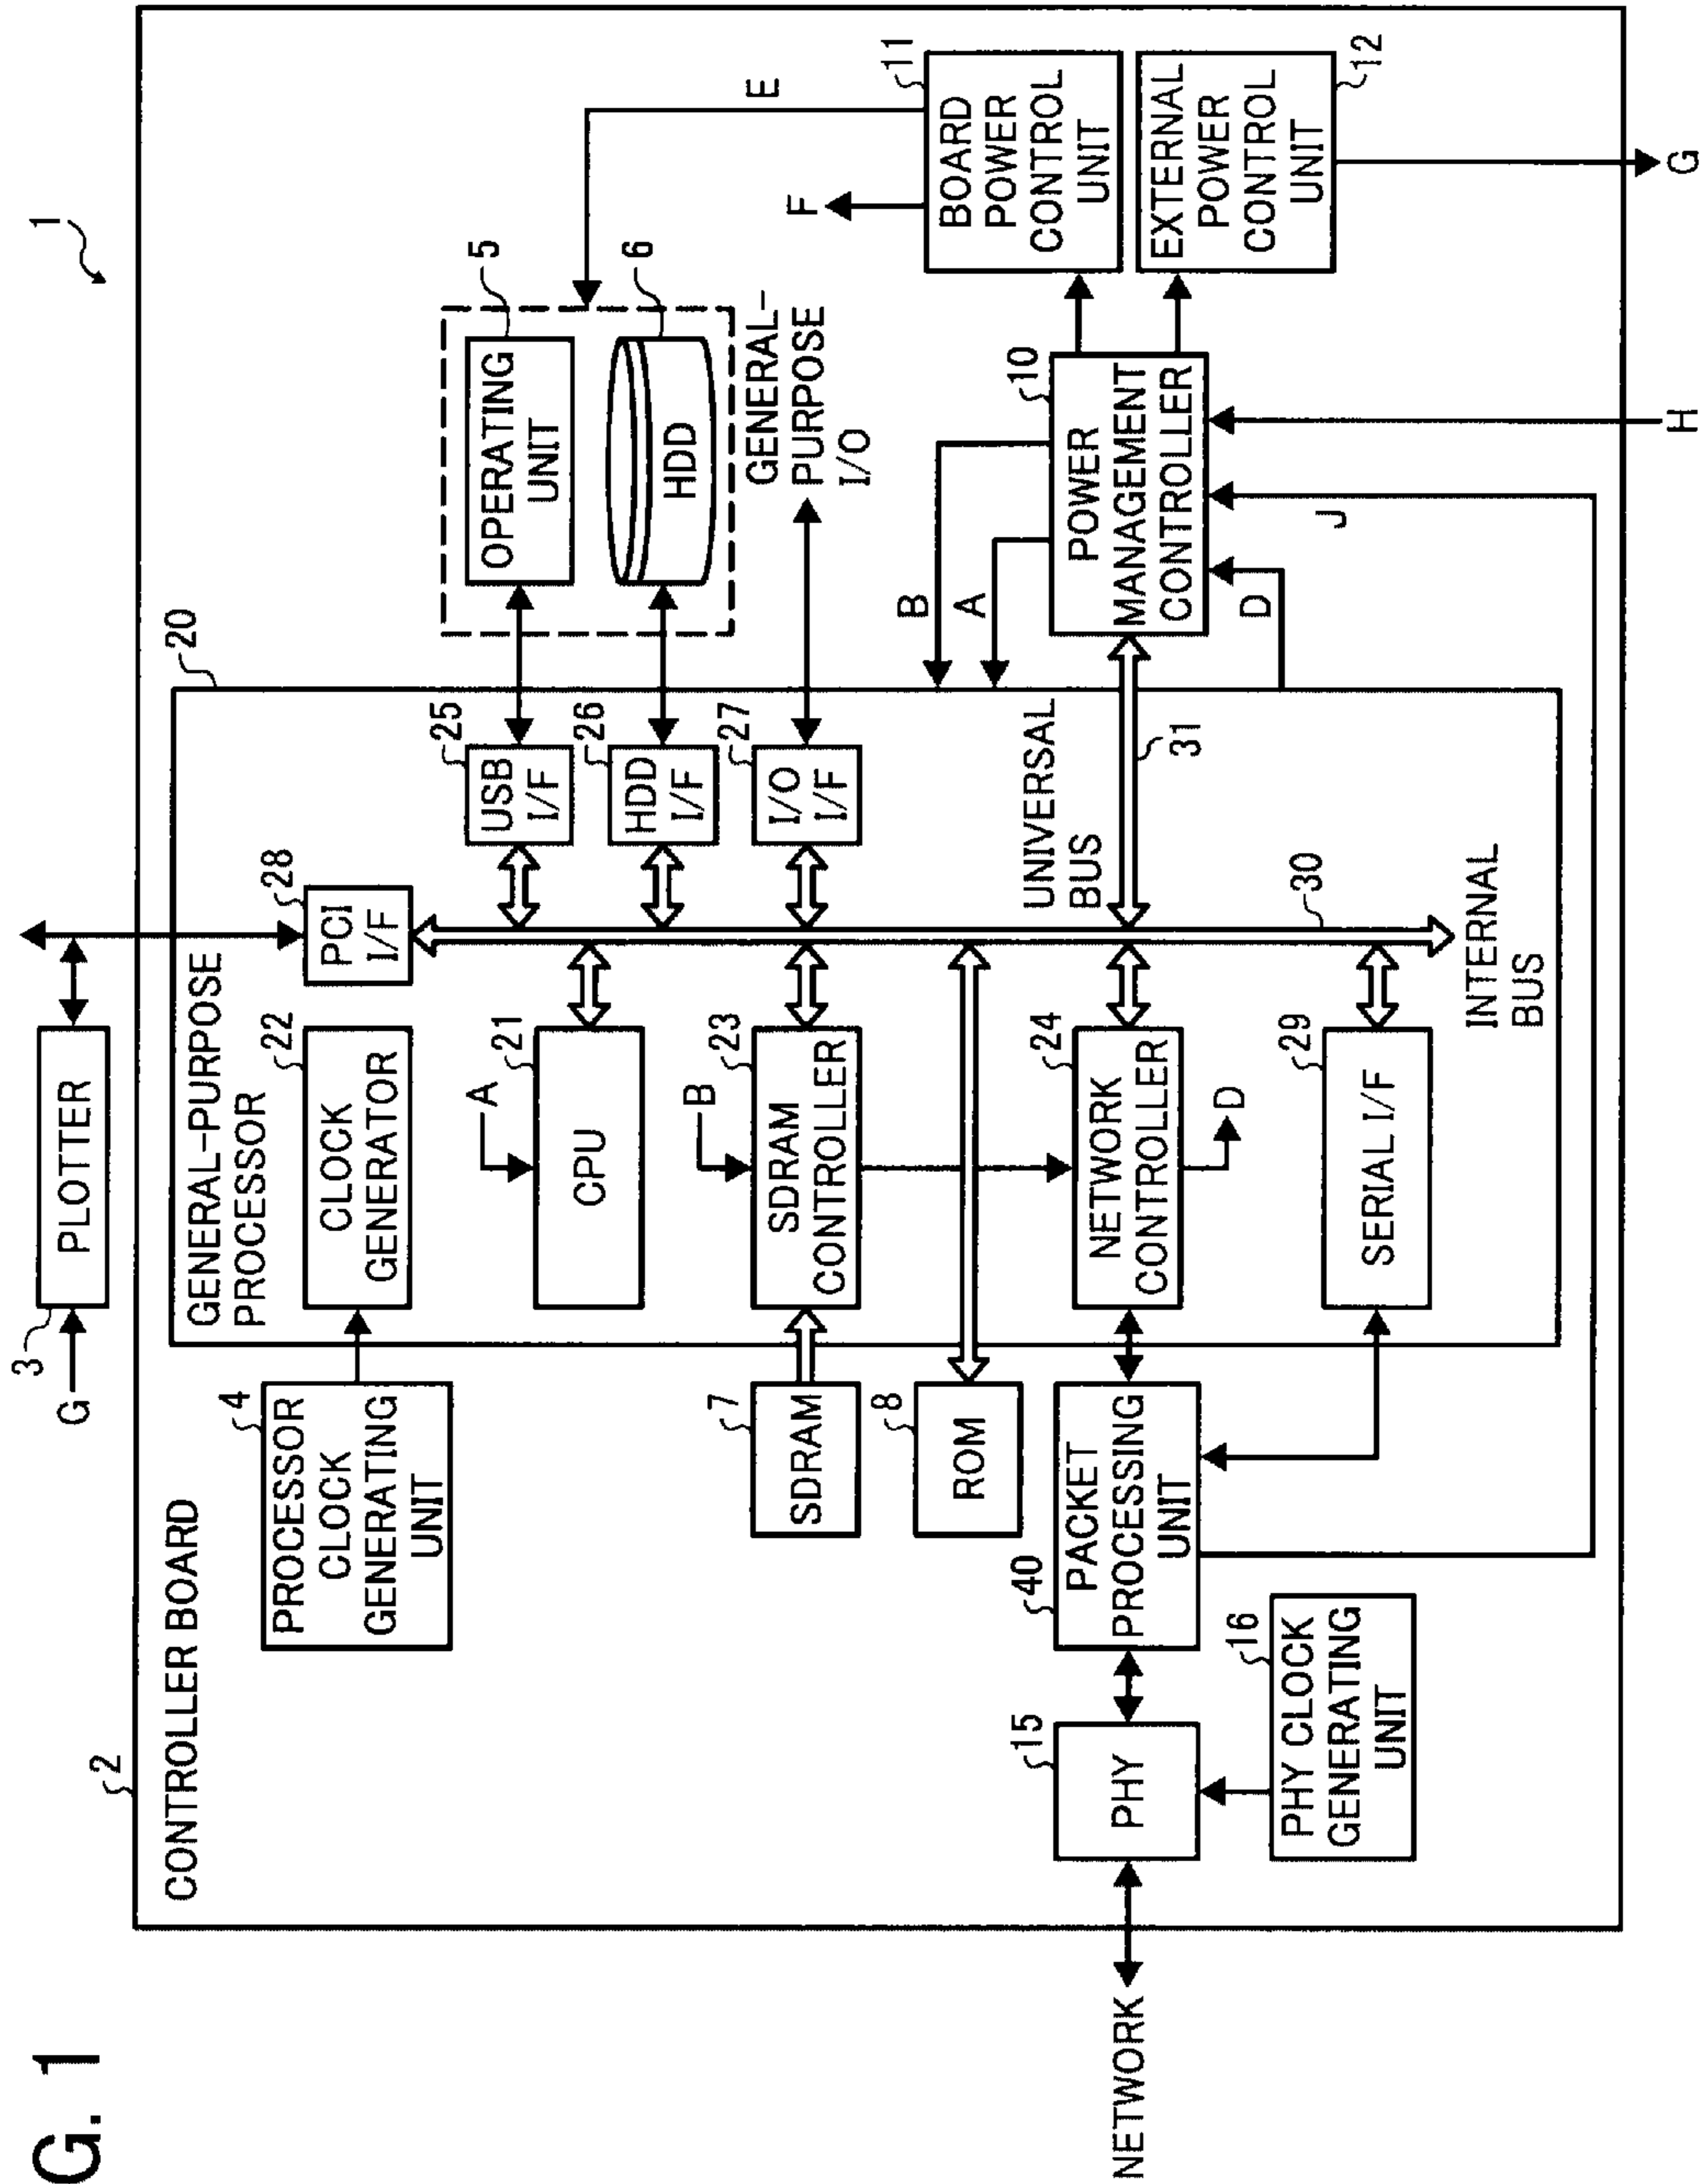 G. 1
1
2
CONTROLLER BOARD
G
3
PLOTTER
GENERAL-PURPOSE
PROCESSOR
20
4
PROCESSOR
CLOCK
GENERATING
UNIT
22
CLOCK
GENERATOR
28
PCI
I/F
25
USB
I/F
5
OPERATING
UNIT
E
A
21
CPU
26
HDD
I/F
6
HDD
F
7
SDRAM
B
23
SDRAM
CONTROLLER
27
I/O
I/F
GENERAL-
PURPOSE
I/O
8
ROM
B
A
11
BOARD
POWER
CONTROL
UNIT
NETWORK
15
PHY
40
PACKET
PROCESSING
UNIT
24
NETWORK
CONTROLLER
D
UNIVERSAL
BUS
31
10
POWER
MANAGEMENT
CONTROLLER
EXTERNAL
POWER
CONTROL
UNIT
12
16
PHY CLOCK
GENERATING
UNIT
29
SERIAL I/F
30
INTERNAL
BUS
D
J
H
G